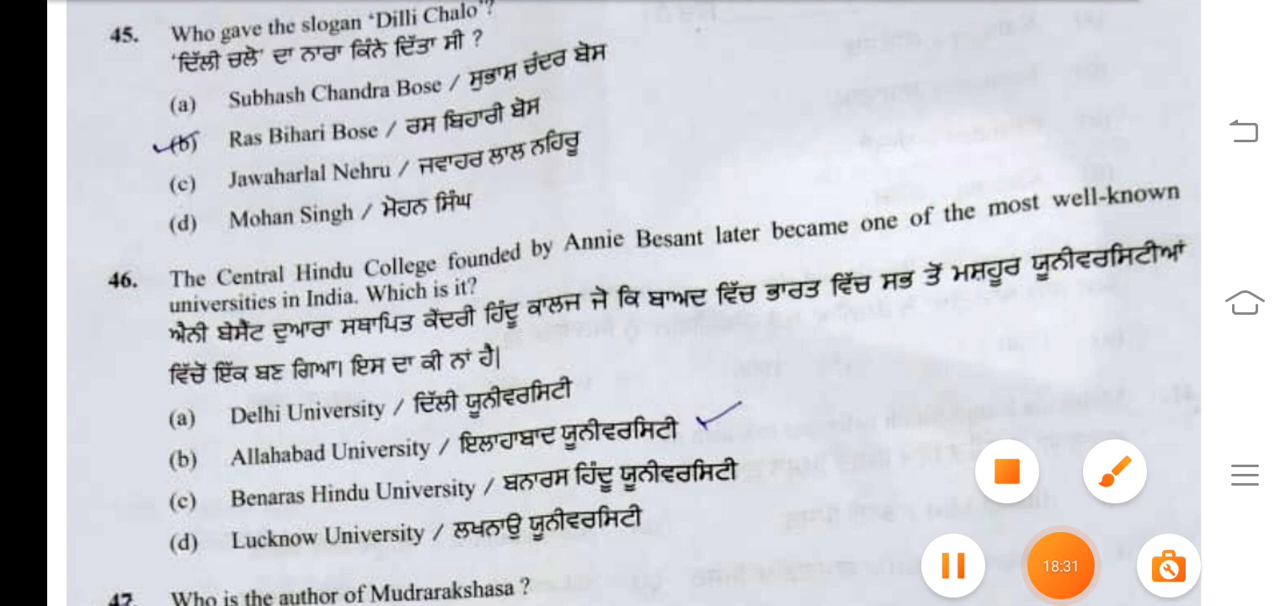 45. Who gave the slogan ‘Dilli Chalo’?
‘ਦਿੱਲੀ ਚਲੋ’ ਦਾ ਨਾਰਾ ਕਿੰਨੇ ਦਿੱਤਾ ਸੀ ?
(a) Subhash Chandra Bose / ਸੁਭਾਸ਼ ਚੰਦਰ ਬੋਸ
(b) Ras Bihari Bose / ਰਸ ਬਿਹਾਰੀ ਬੋਸ
(c) Jawaharlal Nehru / ਜਵਾਹਰ ਲਾਲ ਨਹਿਰੂ
(d) Mohan Singh / ਮੋਹਨ ਸਿੰਘ
46. The Central Hindu College founded by Annie Besant later became one of the most well-known
universities in India. Which is it?
ਐਨੀ ਬੇਸੈਂਟ ਦੁਆਰਾ ਸਥਾਪਿਤ ਕੇਂਦਰੀ ਹਿੰਦੂ ਕਾਲਜ ਜੋ ਕਿ ਬਾਅਦ ਵਿੱਚ ਭਾਰਤ ਵਿੱਚ ਸਭ ਤੋਂ ਮਸ਼ਹੂਰ ਯੂਨੀਵਰਸਿਟੀਆਂ
ਵਿੱਚੋਂ ਇੱਕ ਬਣ ਗਿਆ। ਇਸ ਦਾ ਕੀ ਨਾਂ ਹੈ|
(a) Delhi University / ਦਿੱਲੀ ਯੂਨੀਵਰਸਿਟੀ
(b) Allahabad University / ਇਲਾਹਾਬਾਦ ਯੂਨੀਵਰਸਿਟੀ
(c) Benaras Hindu University / ਬਨਾਰਸ ਹਿੰਦੂ ਯੂਨੀਵਰਸਿਟੀ
(d) Lucknow University / ਲਖਨਾਉ ਯੂਨੀਵਰਸਿਟੀ
47. Who is the author of Mudrarakshasa ?
18:31